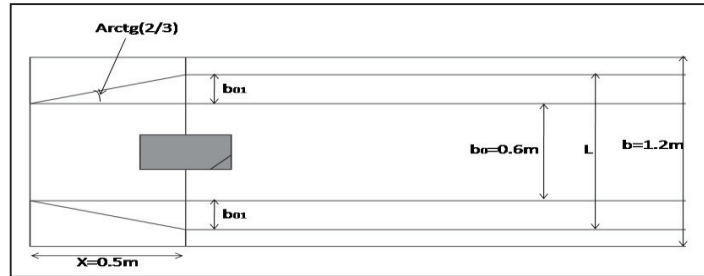 Arctg(2/3)
b01
b0=0.6m
L
b=1.2m
b01
X=0.5m